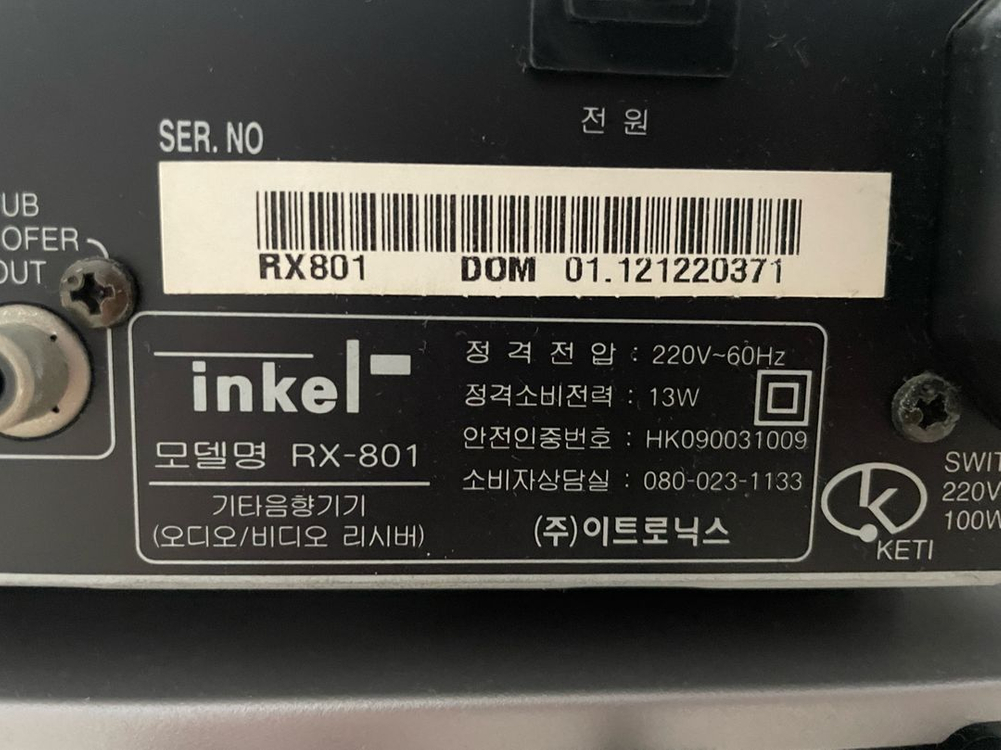 전 원
SER. NO
RX801 DOM 01.121220371
UB
OFER
OUT
inkel
모델명 RX-801
기타음향기기
(오디오/비디오 리시버)
정 격 전 압 : 220V~60Hz
정격소비전력 : 13W
안전인증번호 : HK090031009
소비자상담실 : 080-023-1133
(주)이트로닉스
KETI
SWIT
220V
100W